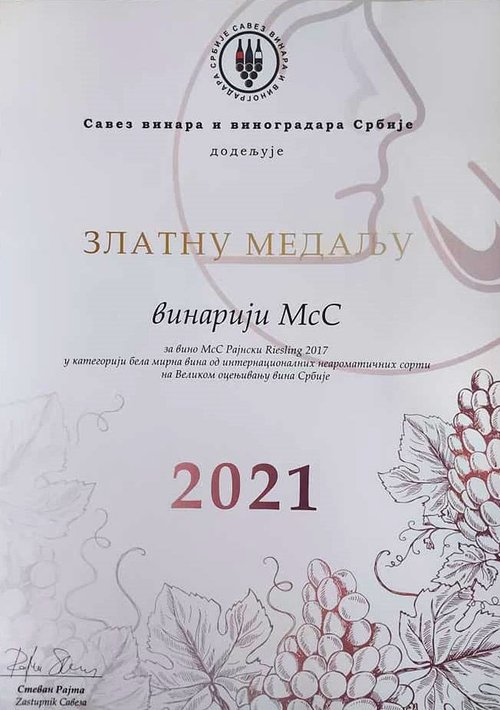 САВЕЗ ВИНАРА И ВИНОГРАДАРА СРБИЈЕ
Савез винара и виноградара Србије
додељује
ЗЛАТНУ МЕДАЉУ
винарији McC
за вино McC Рајнски Riesling 2017
у категорији бела мирна вина од интернационалних неароматичних сорти
на Великом оцењивању вина Србије
2021
Стеван Рајта
Zastupnik Савеза